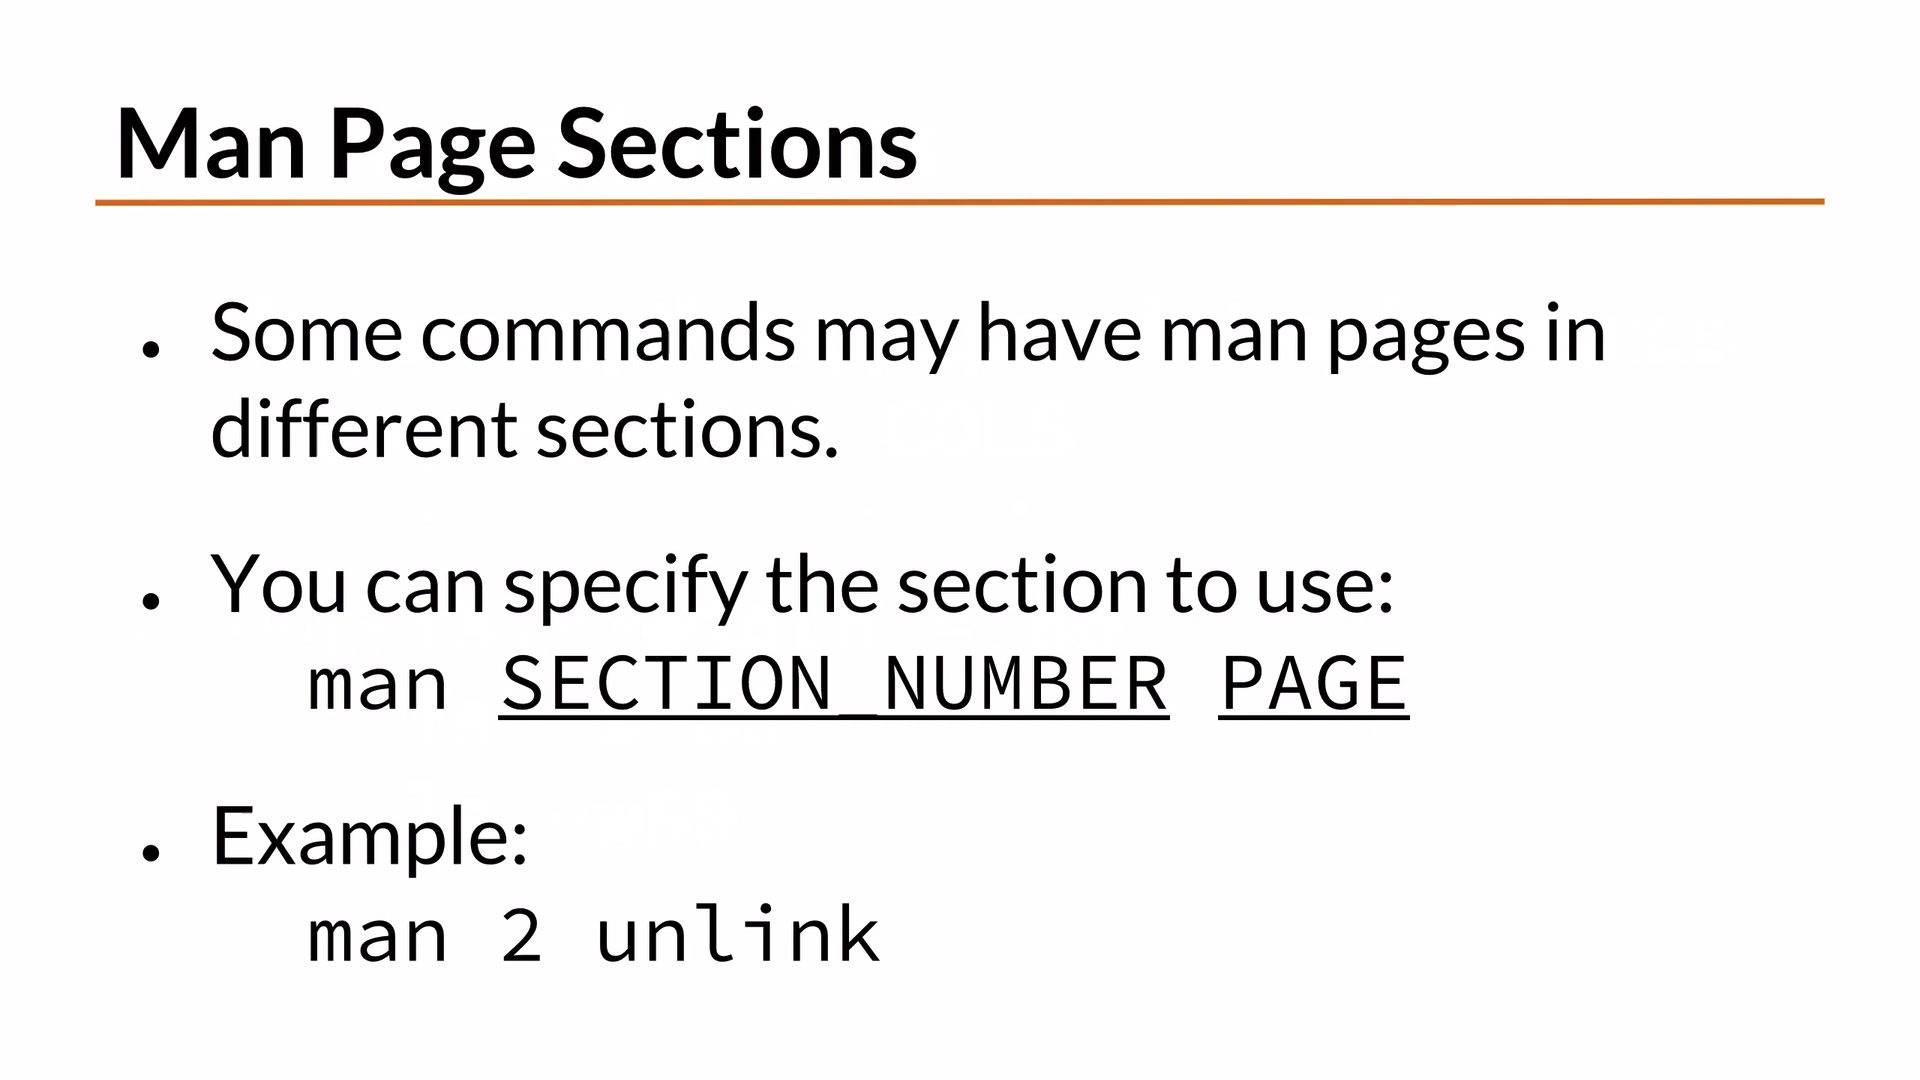 Man Page Sections
• Some commands may have man pages in
different sections.
• You can specify the section to use:
man SECTION_NUMBER PAGE
• Example:
man 2 unlink